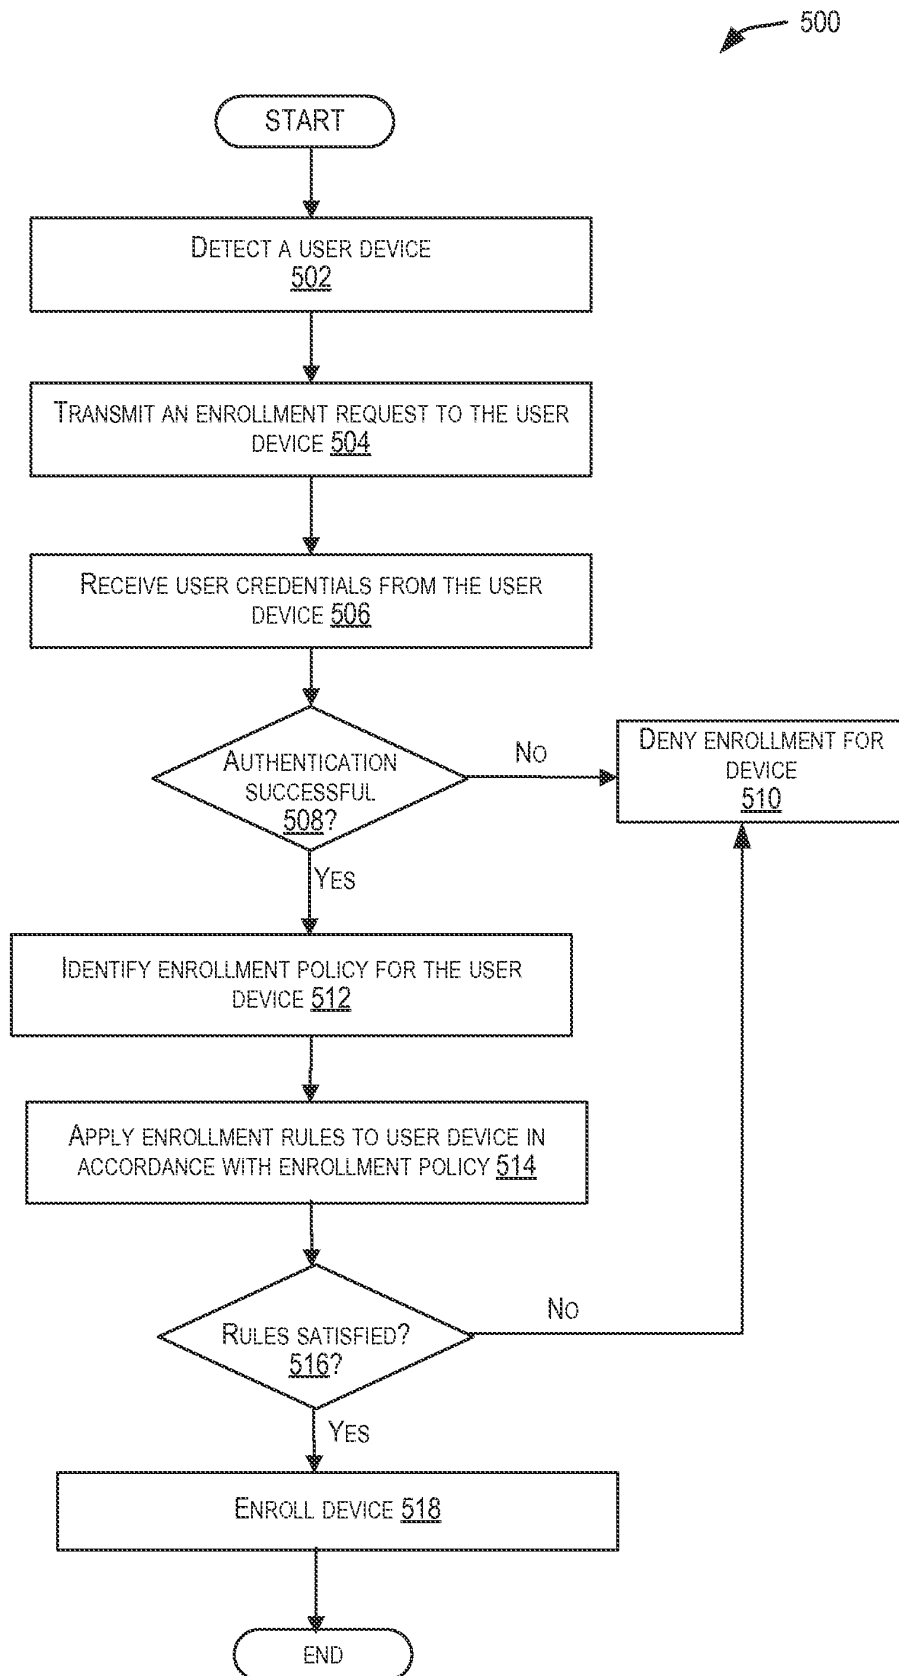 500
START
DETECT A USER DEVICE
502
TRANSMIT AN ENROLLMENT REQUEST TO THE USER
DEVICE 504
RECEIVE USER CREDENTIALS FROM THE USER
DEVICE 506
AUTHENTICATION
SUCCESSFUL
508?
NO
DENY ENROLLMENT FOR
DEVICE
510
YES
IDENTIFY ENROLLMENT POLICY FOR THE USER
DEVICE 512
APPLY ENROLLMENT RULES TO USER DEVICE IN
ACCORDANCE WITH ENROLLMENT POLICY 514
RULES SATISFIED?
516?
NO
YES
ENROLL DEVICE 518
END